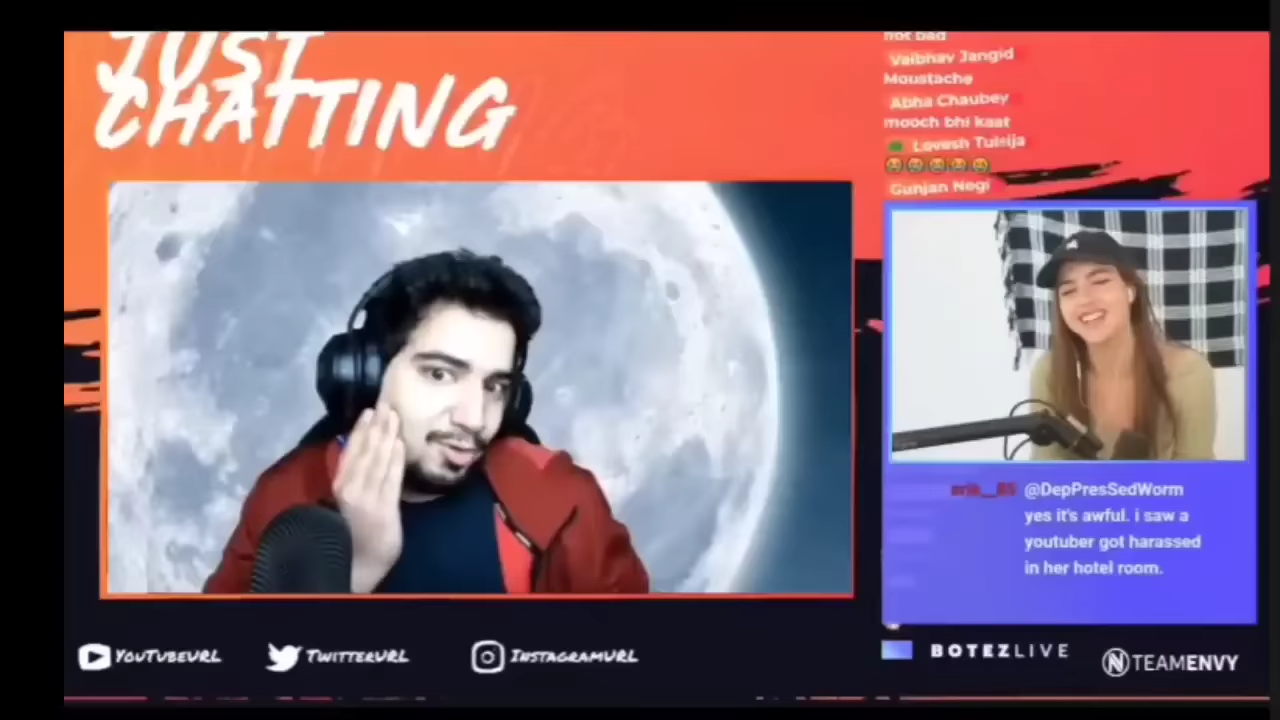 JUST
CHATTING
not bad
Vaibhav Jangid
Moustache
Abha Chaubey
mooch bhi kaat
Lovesh Tulsija
Gunjan Negi
@DepPresSedWorm
yes it's awful. i saw a
youtuber got harassed
in her hotel room.
YOUTUBEURL
TWITTERURL
INSTAGRAMURL
BOTEZLIVE
TEAMENVY